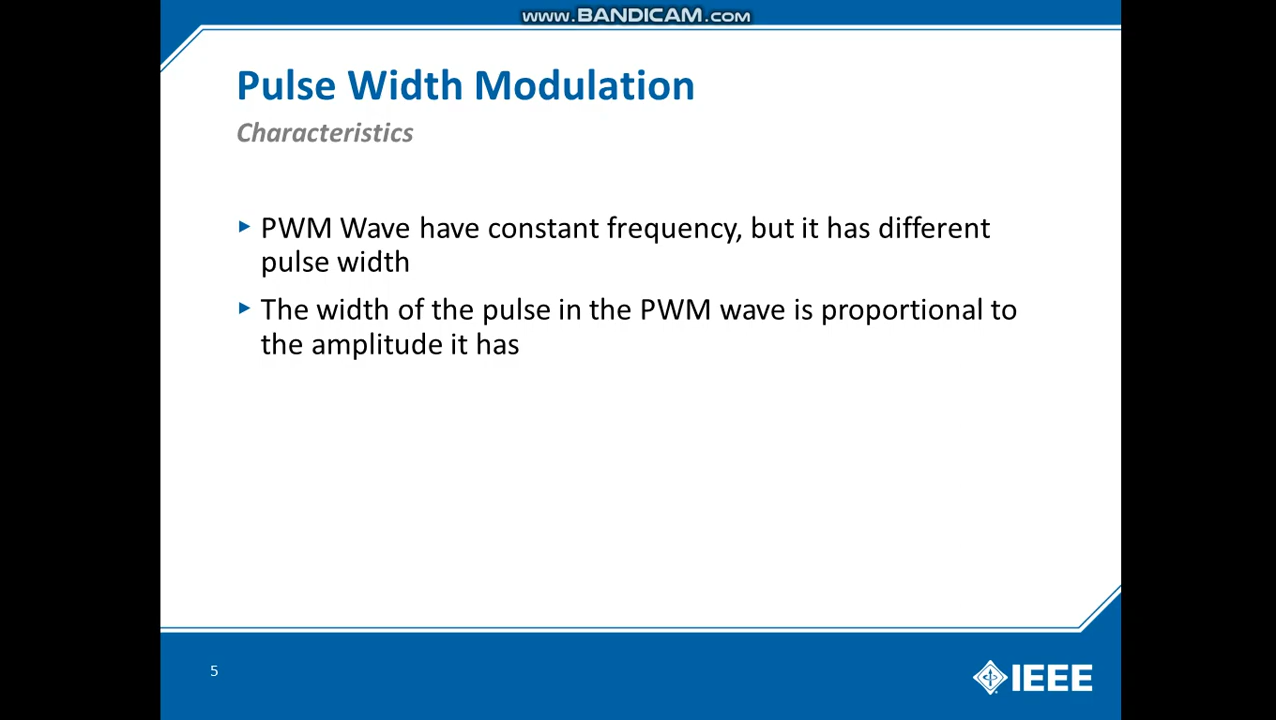 www.BANDICAM.com
Pulse Width Modulation
Characteristics
PWM Wave have constant frequency, but it has different
pulse width
The width of the pulse in the PWM wave is proportional to
the amplitude it has
5
IEEE